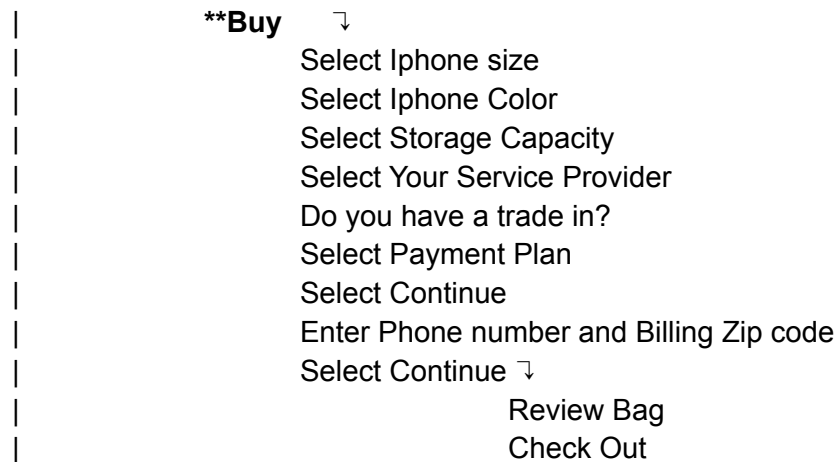 | **Buy ↴
| Select Iphone size
| Select Iphone Color
| Select Storage Capacity
| Select Your Service Provider
| Do you have a trade in?
| Select Payment Plan
| Select Continue
| Enter Phone number and Billing Zip code
| Select Continue ↴
| Review Bag
| Check Out